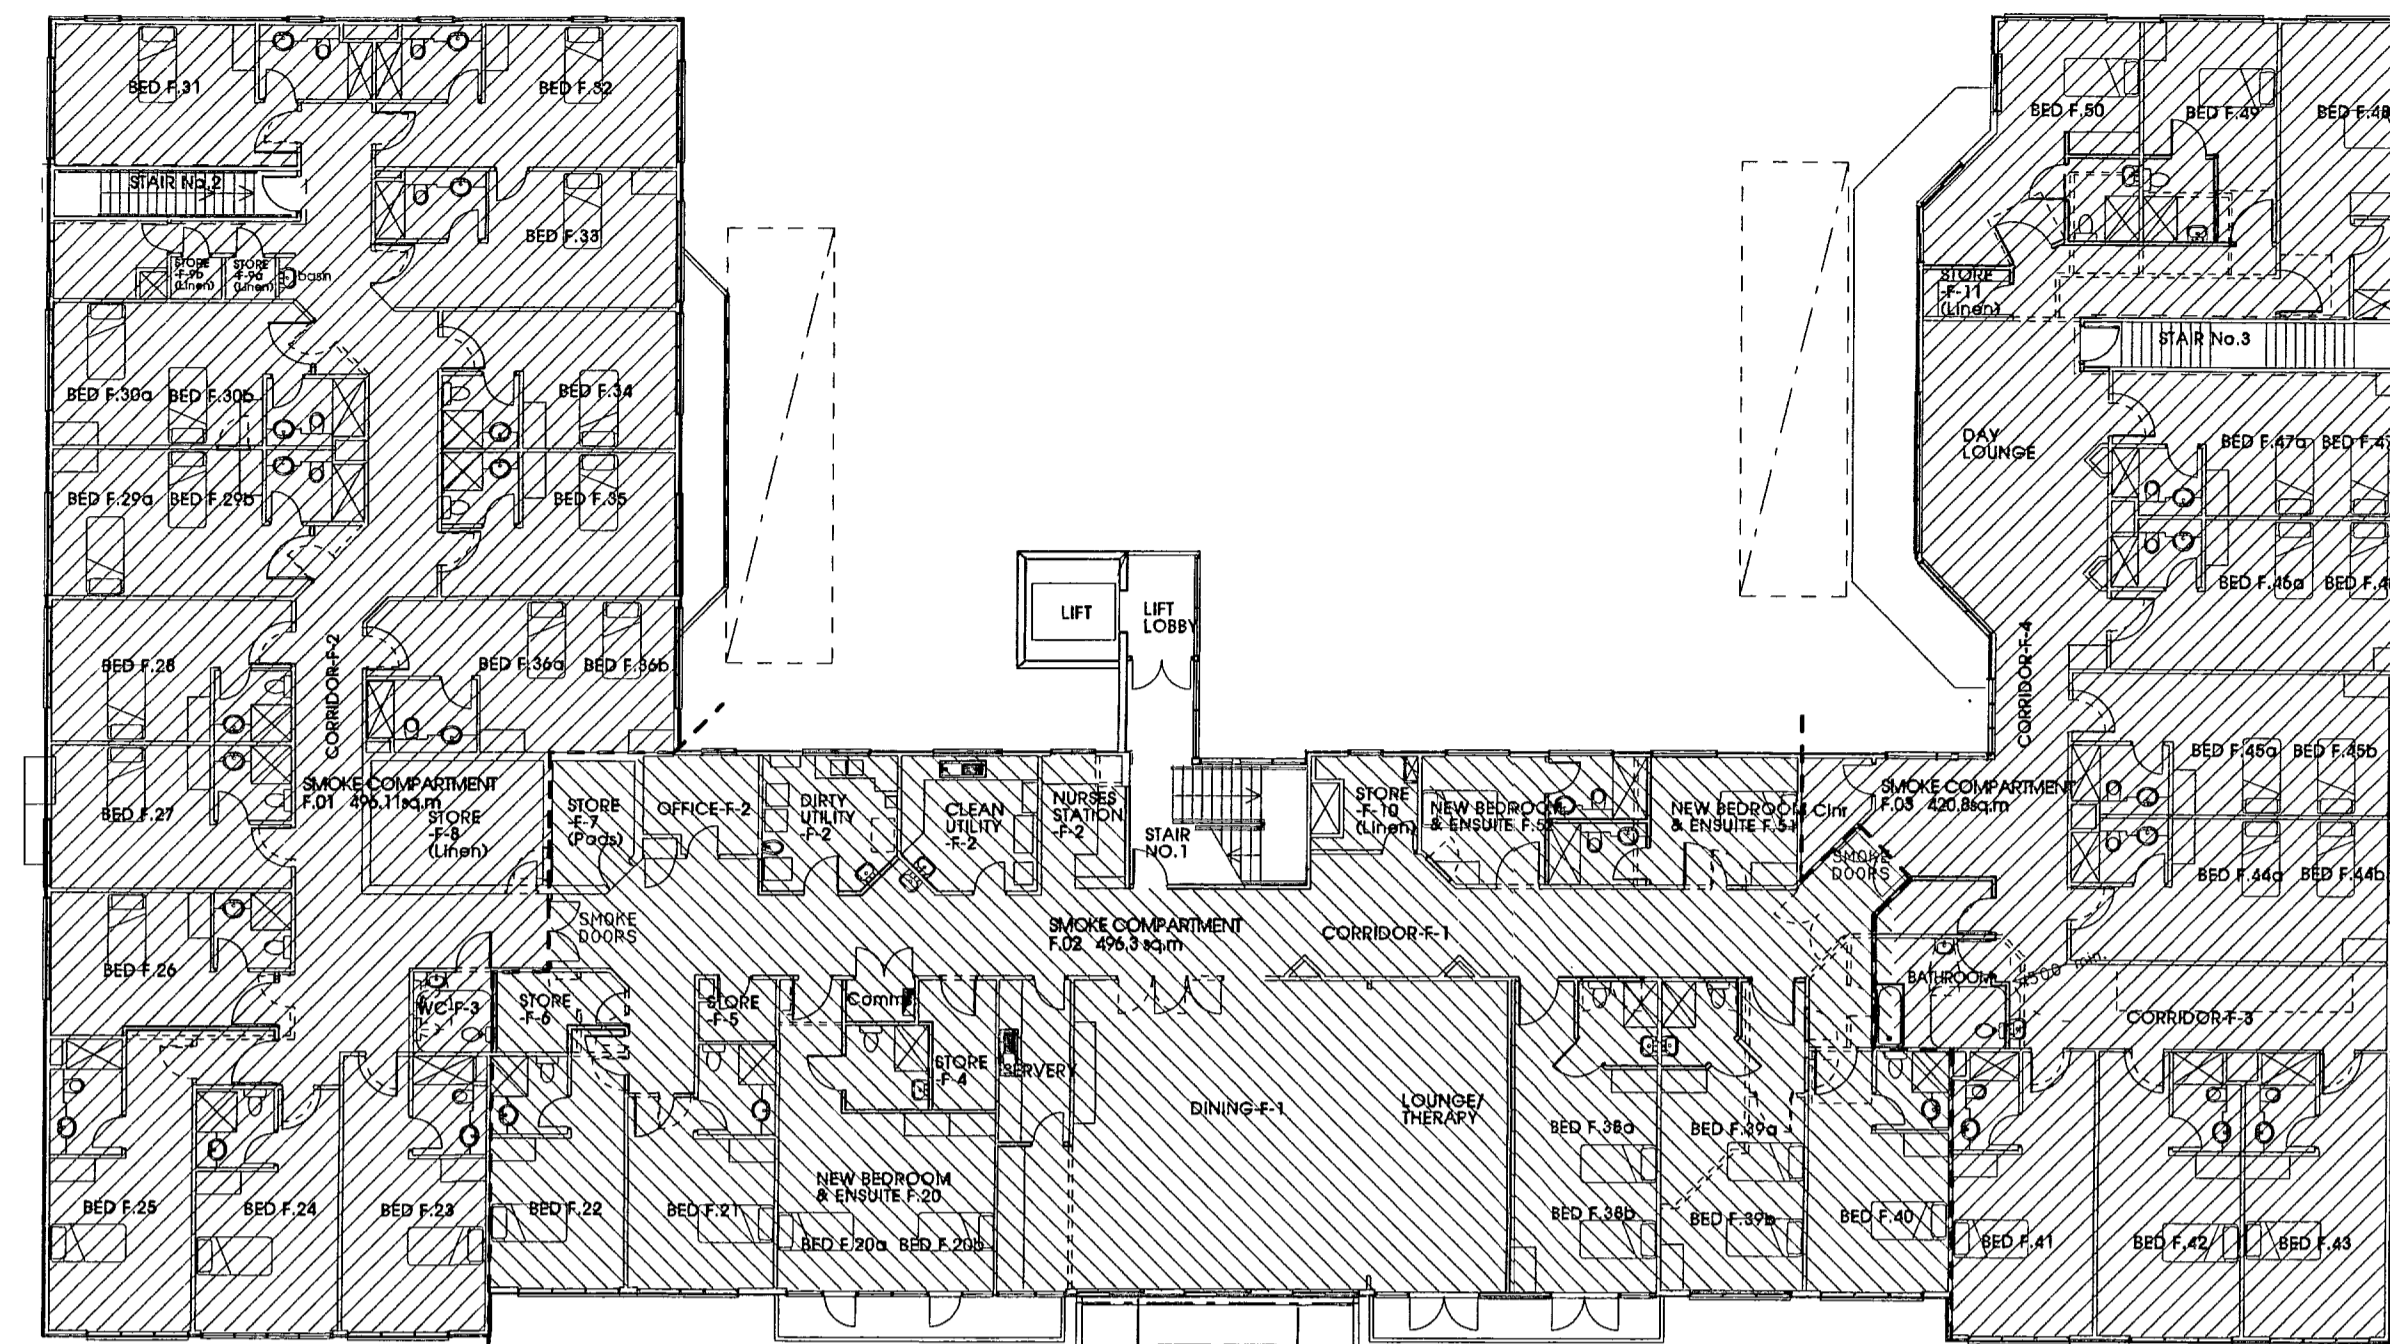 BED F.31
BED F.32
STAIR No.2
BED F.33
STORE
-F-9b
(Linen)
STORE
-F-9a
(Linen)
basin
BED F.30a
BED F.30b
BED F.34
BED F.29a
BED F.29b
BED F.35
BED F.28
CORRIDOR-F-2
BED F.36a
BED F.36b
BED F.27
SMOKE COMPARTMENT
F.01 496.11sq.m
STORE
-F-8
(Linen)
BED F.26
WC-F-3
BED F.25
BED F.24
BED F.23
LIFT
LIFT
LOBBY
STORE
-F-7
(Pads)
OFFICE-F-2
DIRTY
UTILITY
-F-2
CLEAN
UTILITY
-F-2
NURSES
STATION
-F-2
STAIR
NO.1
STORE
-F-10
(Linen)
NEW BEDROOM
& ENSUITE
NEW BEDROOM
& ENSUITE F.51
Clnr
SMOKE
DOORS
SMOKE COMPARTMENT
F.02 496.3 sq.m
CORRIDOR-F-1
SMOKE
DOORS
STORE
-F-6
STORE
-F-5
Comms
STORE
-F-4
SERVERY
DINING-F-1
LOUNGE/
THERAPY
BED F.22
BED F.21
NEW BEDROOM
& ENSUITE F.20
BED F.20a
BED F.20b
BED F.38a
BED F.38b
BED F.39a
BED F.39b
BED F.40
BED F.50
BED F.49
BED F.48
STORE
-F-11
(Linen)
STAIR No.3
DAY
LOUNGE
BED F.47a
BED F.46a
CORRIDOR-F-4
SMOKE COMPARTMENT
F.03 420.8sq.m
BED F.45a
BED F.45b
BED F.44a
BED F.44b
BATHROOM
1500 min.
CORRIDOR-F-3
BED F.41
BED F.42
BED F.43